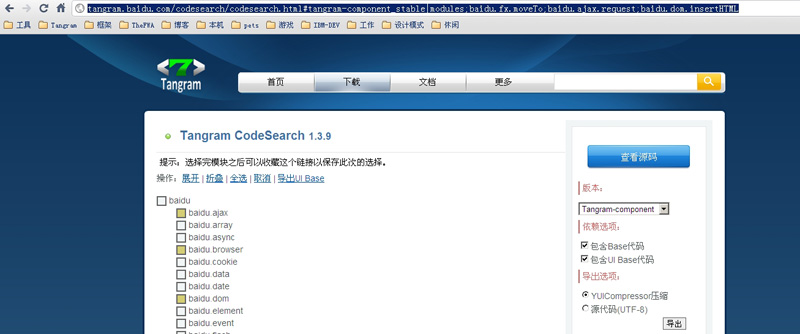 tangram.baidu.com/codesearch/codesearch.html#tangram-component_stable|modules;baidu.fx.moveTo;baidu.ajax.request;baidu.dom.insertHTML
工具 Tangram 框架 TheFWA 博客 本机 pets 游戏 IBM-DEV 工作 设计模式 休闲
Tangram
首页 下载 文档 更多
Tangram CodeSearch 1.3.9
提示：选择完模块之后可以收藏这个链接以保存此次的选择。
操作：展开 | 折叠 | 全选 | 取消 | 导出UI Base
baidu
baidu.ajax
baidu.array
baidu.async
baidu.browser
baidu.cookie
baidu.data
baidu.date
baidu.dom
baidu.element
baidu.event
查看源码
版本：
Tangram-component
依赖选项：
包含Base代码
包含UI Base代码
导出选项：
YUICompressor压缩
源代码(UTF-8)
导出